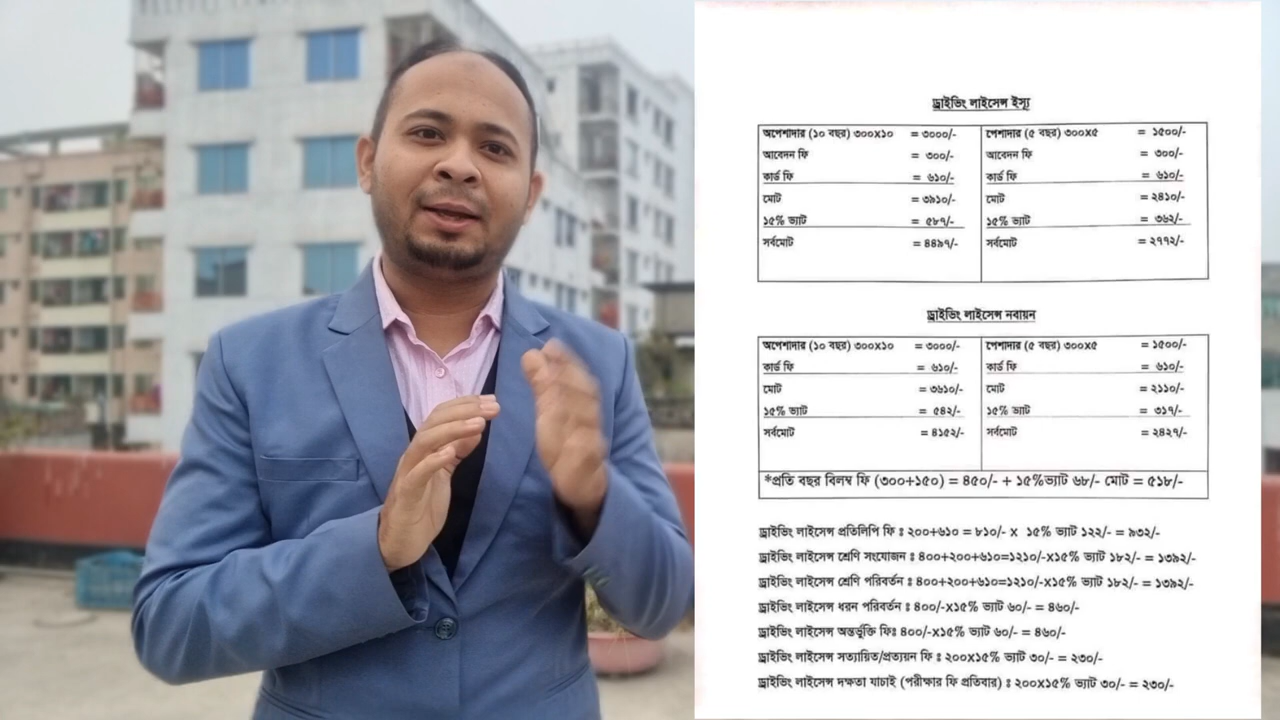 ড্রাইভিং লাইসেন্স ইস্যু
অপেশাদার (১০ বছর) ৩০০X১০ = ৩০০০/-
আবেদন ফি = ৩০০/-
কার্ড ফি = ৬১০/-
মোট = ৩৯১০/-
১৫% ভ্যাট = ৫৮৭/-
সর্বমোট = ৪৪৯৭/-
পেশাদার (৫ বছর) ৩০০X৫ = ১৫০০/-
আবেদন ফি = ৩০০/-
কার্ড ফি = ৬১০/-
মোট = ২৪১০/-
১৫% ভ্যাট = ৩৬২/-
সর্বমোট = ২৭৭২/-
ড্রাইভিং লাইসেন্স নবায়ন
অপেশাদার (১০ বছর) ৩০০X১০ = ৩০০০/-
কার্ড ফি = ৬১০/-
মোট = ৩৬১০/-
১৫% ভ্যাট = ৫৪২/-
সর্বমোট = ৪১৫২/-
পেশাদার (৫ বছর) ৩০০X৫ = ১৫০০/-
কার্ড ফি = ৬১০/-
মোট = ২১১০/-
১৫% ভ্যাট = ৩১৭/-
সর্বমোট = ২৪২৭/-
*প্রতি বছর বিলম্ব ফি (৩০০+১৫০) = ৪৫০/- + ১৫%ভ্যাট ৬৮/- মোট = ৫১৮/-
ড্রাইভিং লাইসেন্স প্রতিলিপি ফি ঃ ২০০+৬১০ = ৮১০/- X ১৫% ভ্যাট ১২২/- = ৯৩২/-
ড্রাইভিং লাইসেন্স শ্রেণি সংযোজন ঃ ৪০০+২০০+৬১০=১২১০/-X১৫% ভ্যাট ১৮২/- = ১৩৯২/-
ড্রাইভিং লাইসেন্স শ্রেণি পরিবর্তন ঃ ৪০০+২০০+৬১০=১২১০/-X১৫% ভ্যাট ১৮২/- = ১৩৯২/-
ড্রাইভিং লাইসেন্স ধরন পরিবর্তন ঃ ৪০০/-X১৫% ভ্যাট ৬০/- = ৪৬০/-
ড্রাইভিং লাইসেন্স অন্তর্ভুক্তি ফিঃ ৪০০/-X১৫% ভ্যাট ৬০/- = ৪৬০/-
ড্রাইভিং লাইসেন্স সত্যায়িত/প্রত্যয়ন ফি ঃ ২০০X১৫% ভ্যাট ৩০/- = ২৩০/-
ড্রাইভিং লাইসেন্স দক্ষতা যাচাই (পরীক্ষার ফি প্রতিবার) ঃ ২০০X১৫% ভ্যাট ৩০/- = ২৩০/-